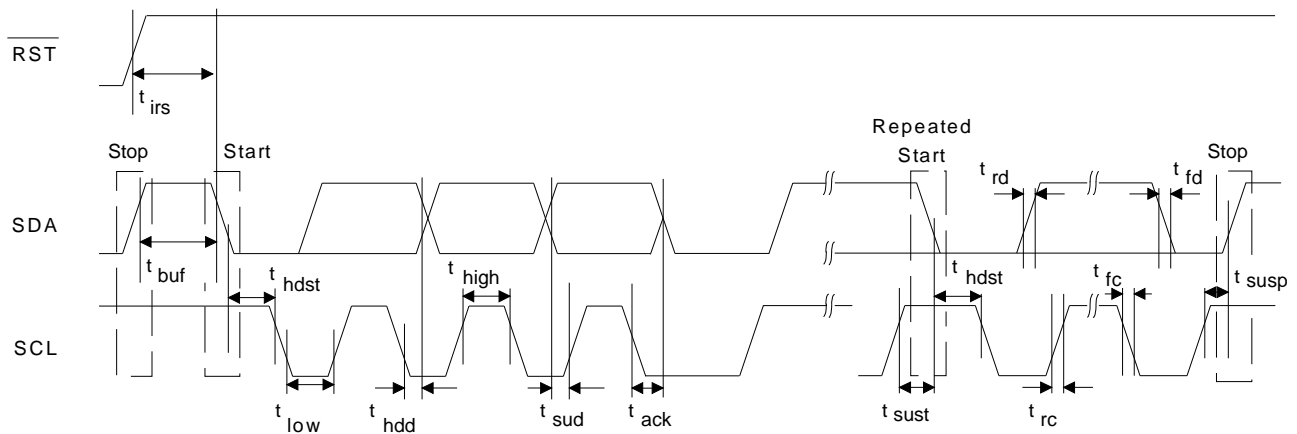 RST
t irs
Repeated
Stop
Start
Start
Stop
t rd
t fd
SDA
t buf
t hdst
t high
t hdst
t fc
t susp
SCL
t low
t hdd
t sud
t ack
t sust
t rc